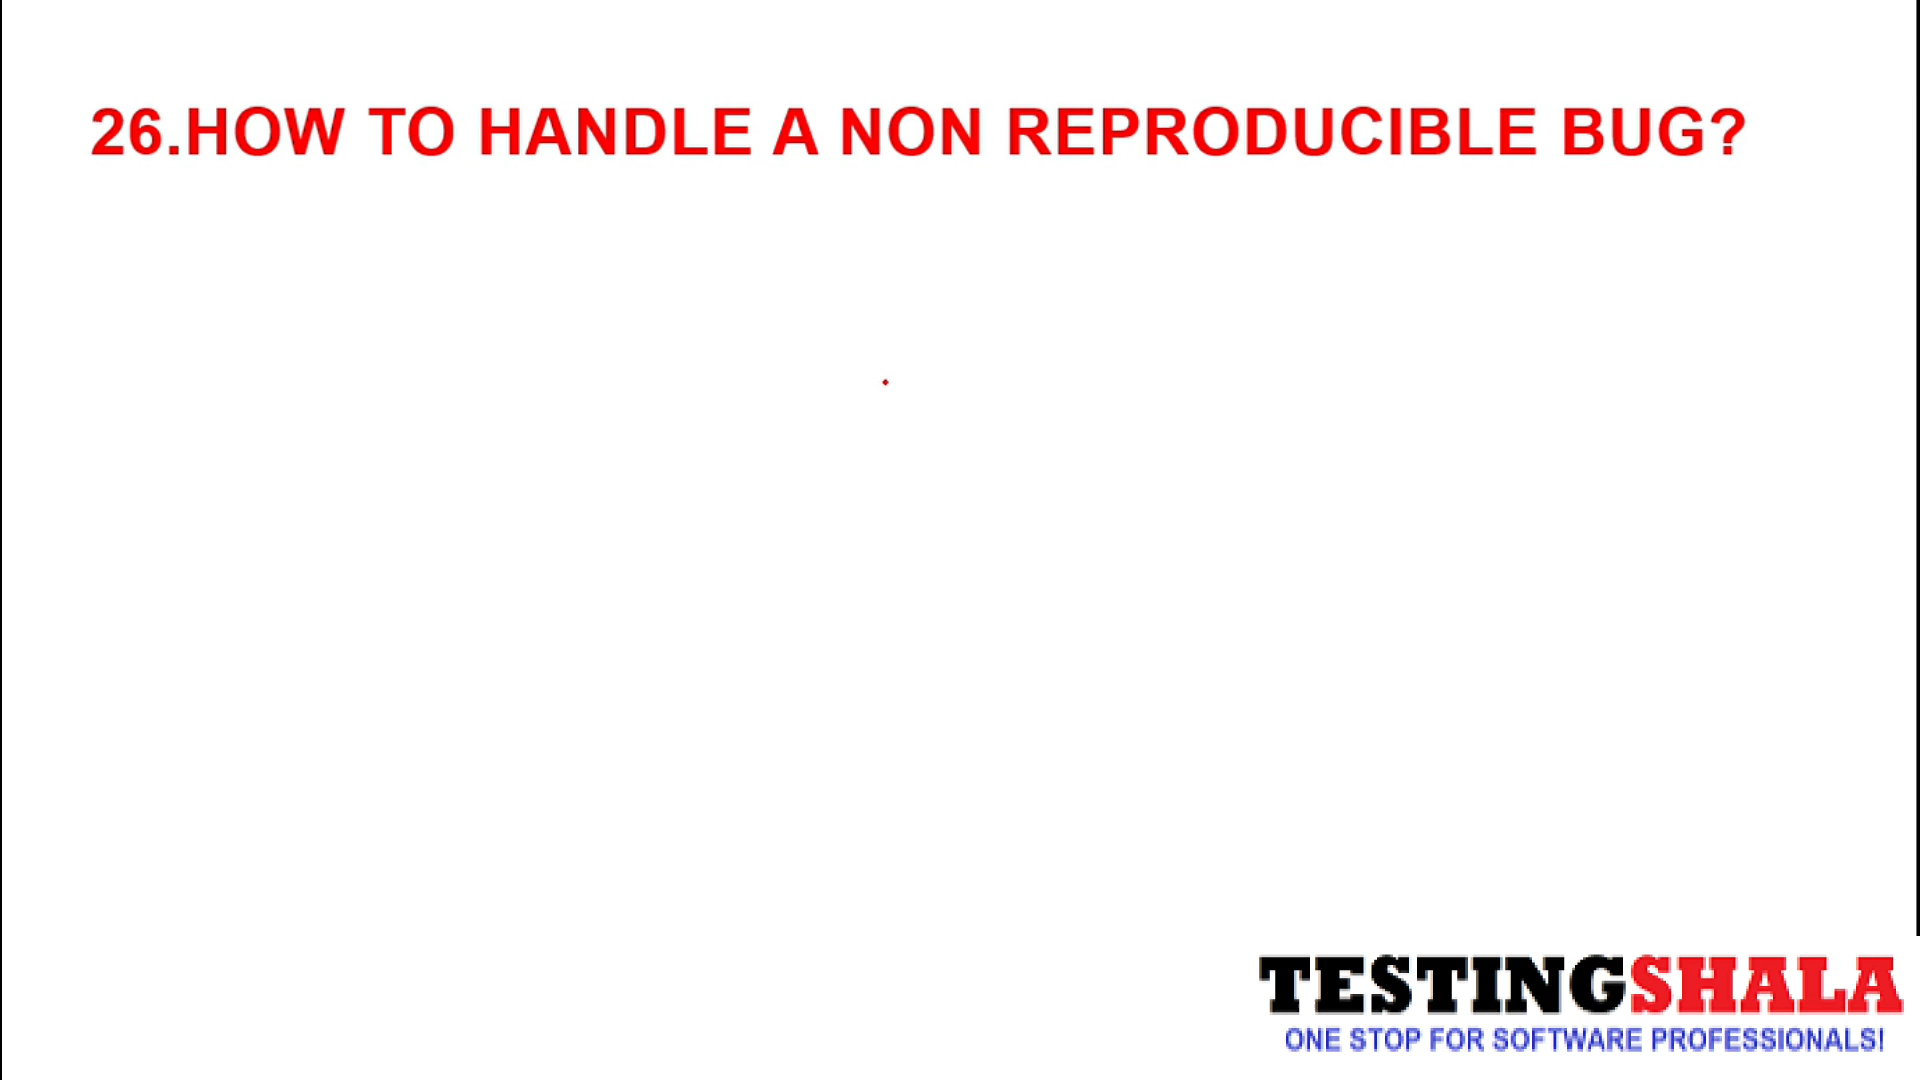 26.HOW TO HANDLE A NON REPRODUCIBLE BUG?
TESTINGSHALA
ONE STOP FOR SOFTWARE PROFESSIONALS!